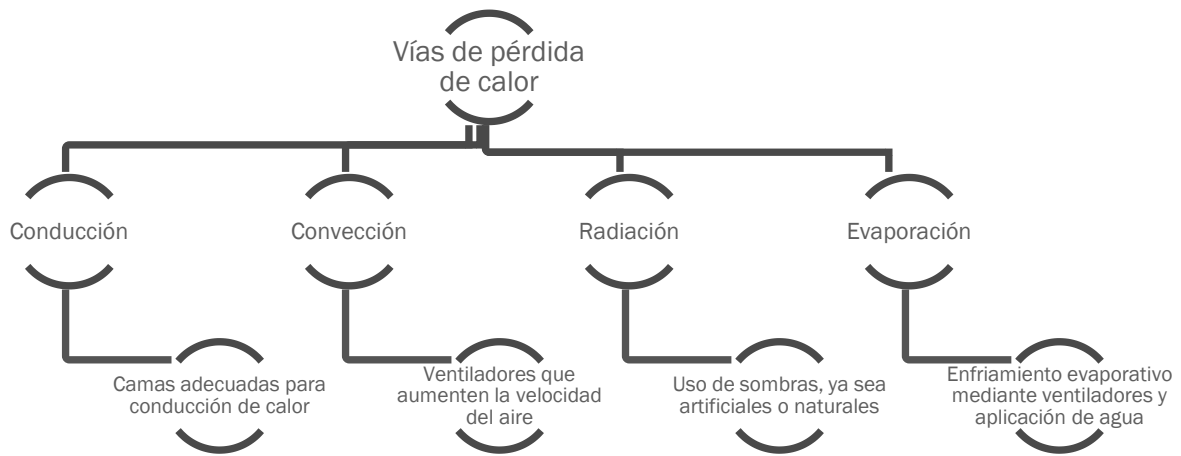 Vías de pérdida
de calor
Conducción
Convección
Radiación
Evaporación
Camas adecuadas para
conducción de calor
Ventiladores que
aumenten la velocidad
del aire
Uso de sombras, ya sea
artificiales o naturales
Enfriamiento evaporativo
mediante ventiladores y
aplicación de agua